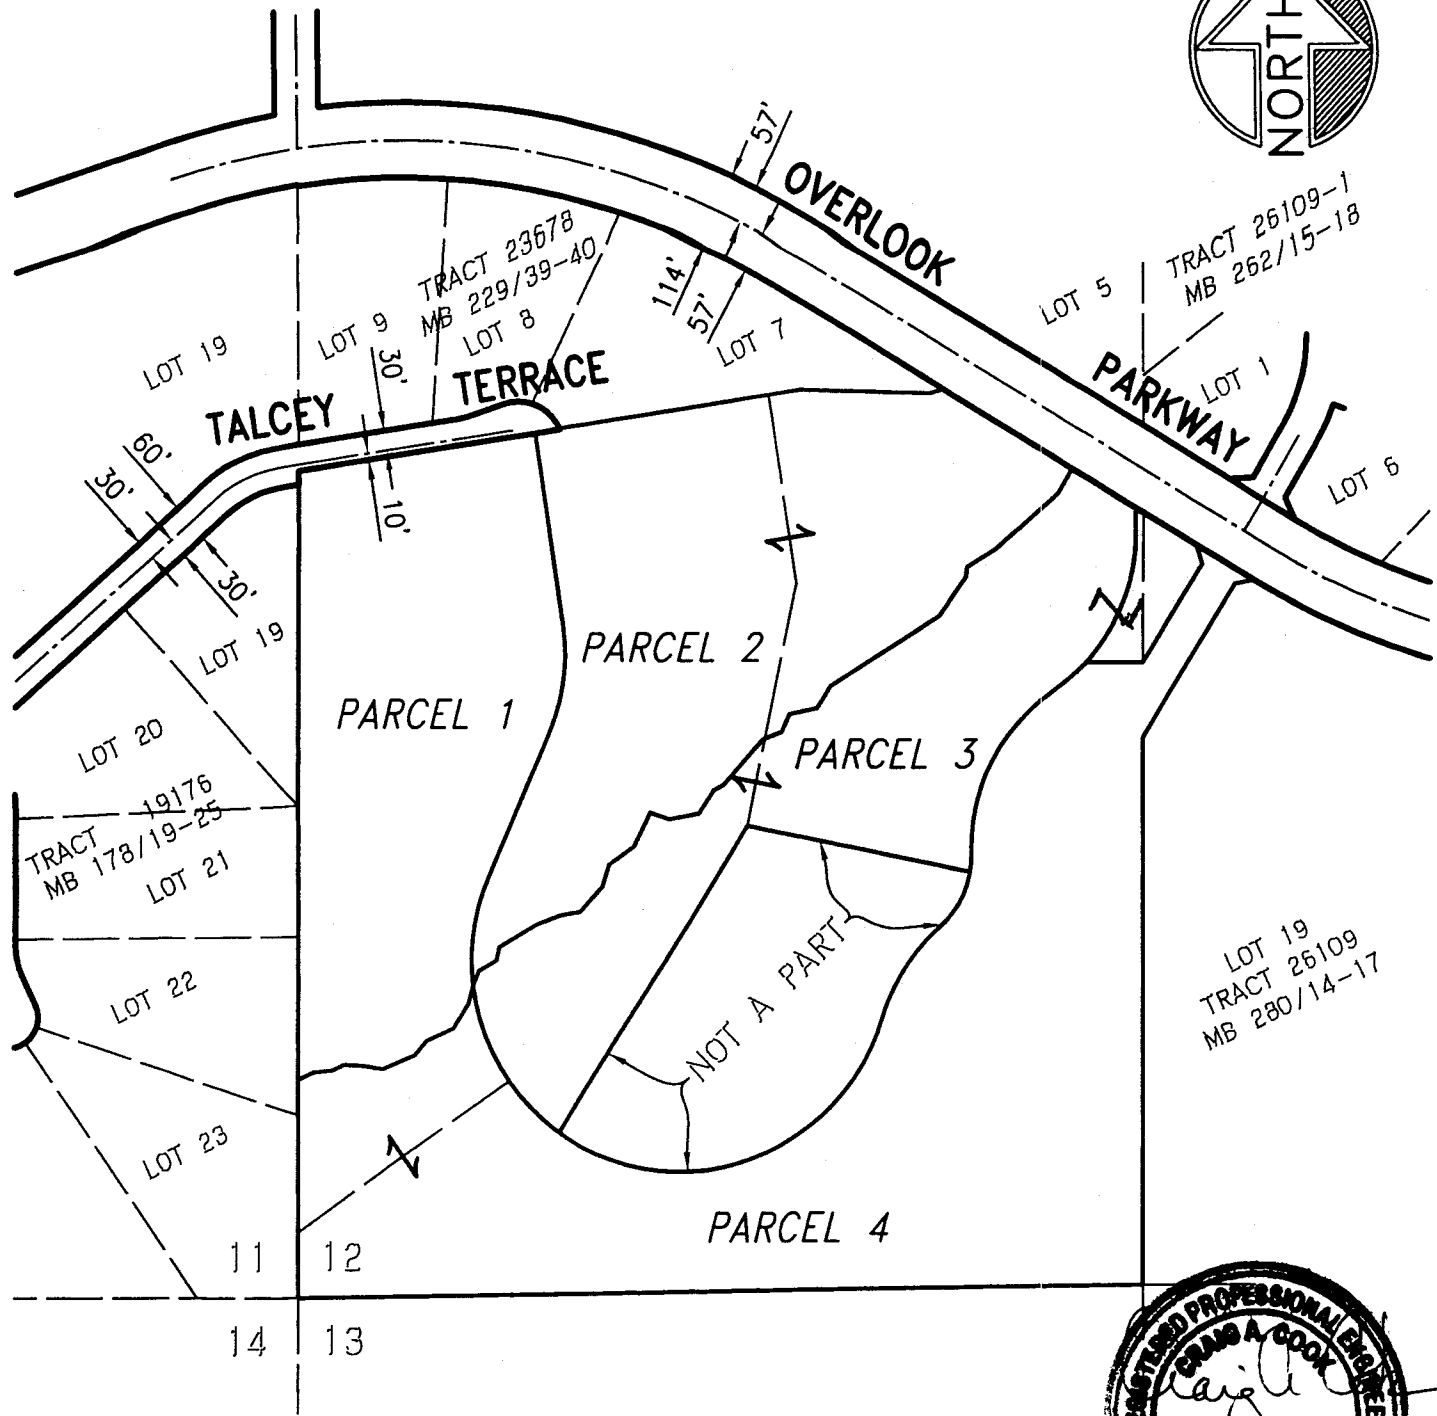 NORTH
57'
OVERLOOK
TRACT 26109-1
MB 262/15-18
TRACT 23678
MB 229/39-40
LOT 5
114'
57'
LOT 19
LOT 9
LOT 8
LOT 7
30'
TERRACE
PARKWAY
LOT 1
TALCEY
60'
30'
LOT 6
10'
30'
LOT 19
PARCEL 2
PARCEL 1
LOT 20
PARCEL 3
TRACT 19176
MB 178/19-25
LOT 21
NOT A PART
LOT 19
TRACT 26109
MB 280/14-17
LOT 22
LOT 23
PARCEL 4
11 12
14 13
PROFESSIONAL
CRAIG A. COOK